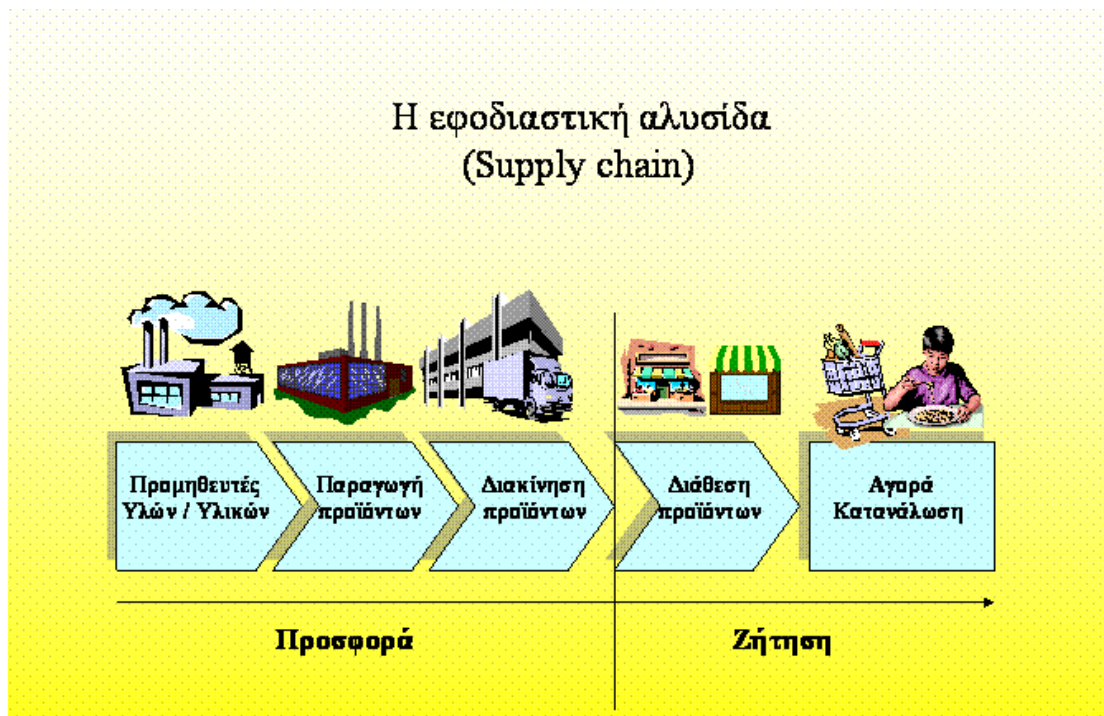 Η εφοδιαστική αλυσίδα
(Supply chain)
Προμηθευτές
Υλών / Υλικών
Παραγωγή
προϊόντων
Διακίνηση
προϊόντων
Διάθεση
προϊόντων
Αγορά
Κατανάλωση
Προσφορά
Ζήτηση